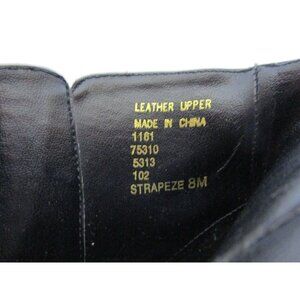 LEATHER UPPER
MADE IN CHINA
1161
75310
5313
102
STRAPEZE 8M